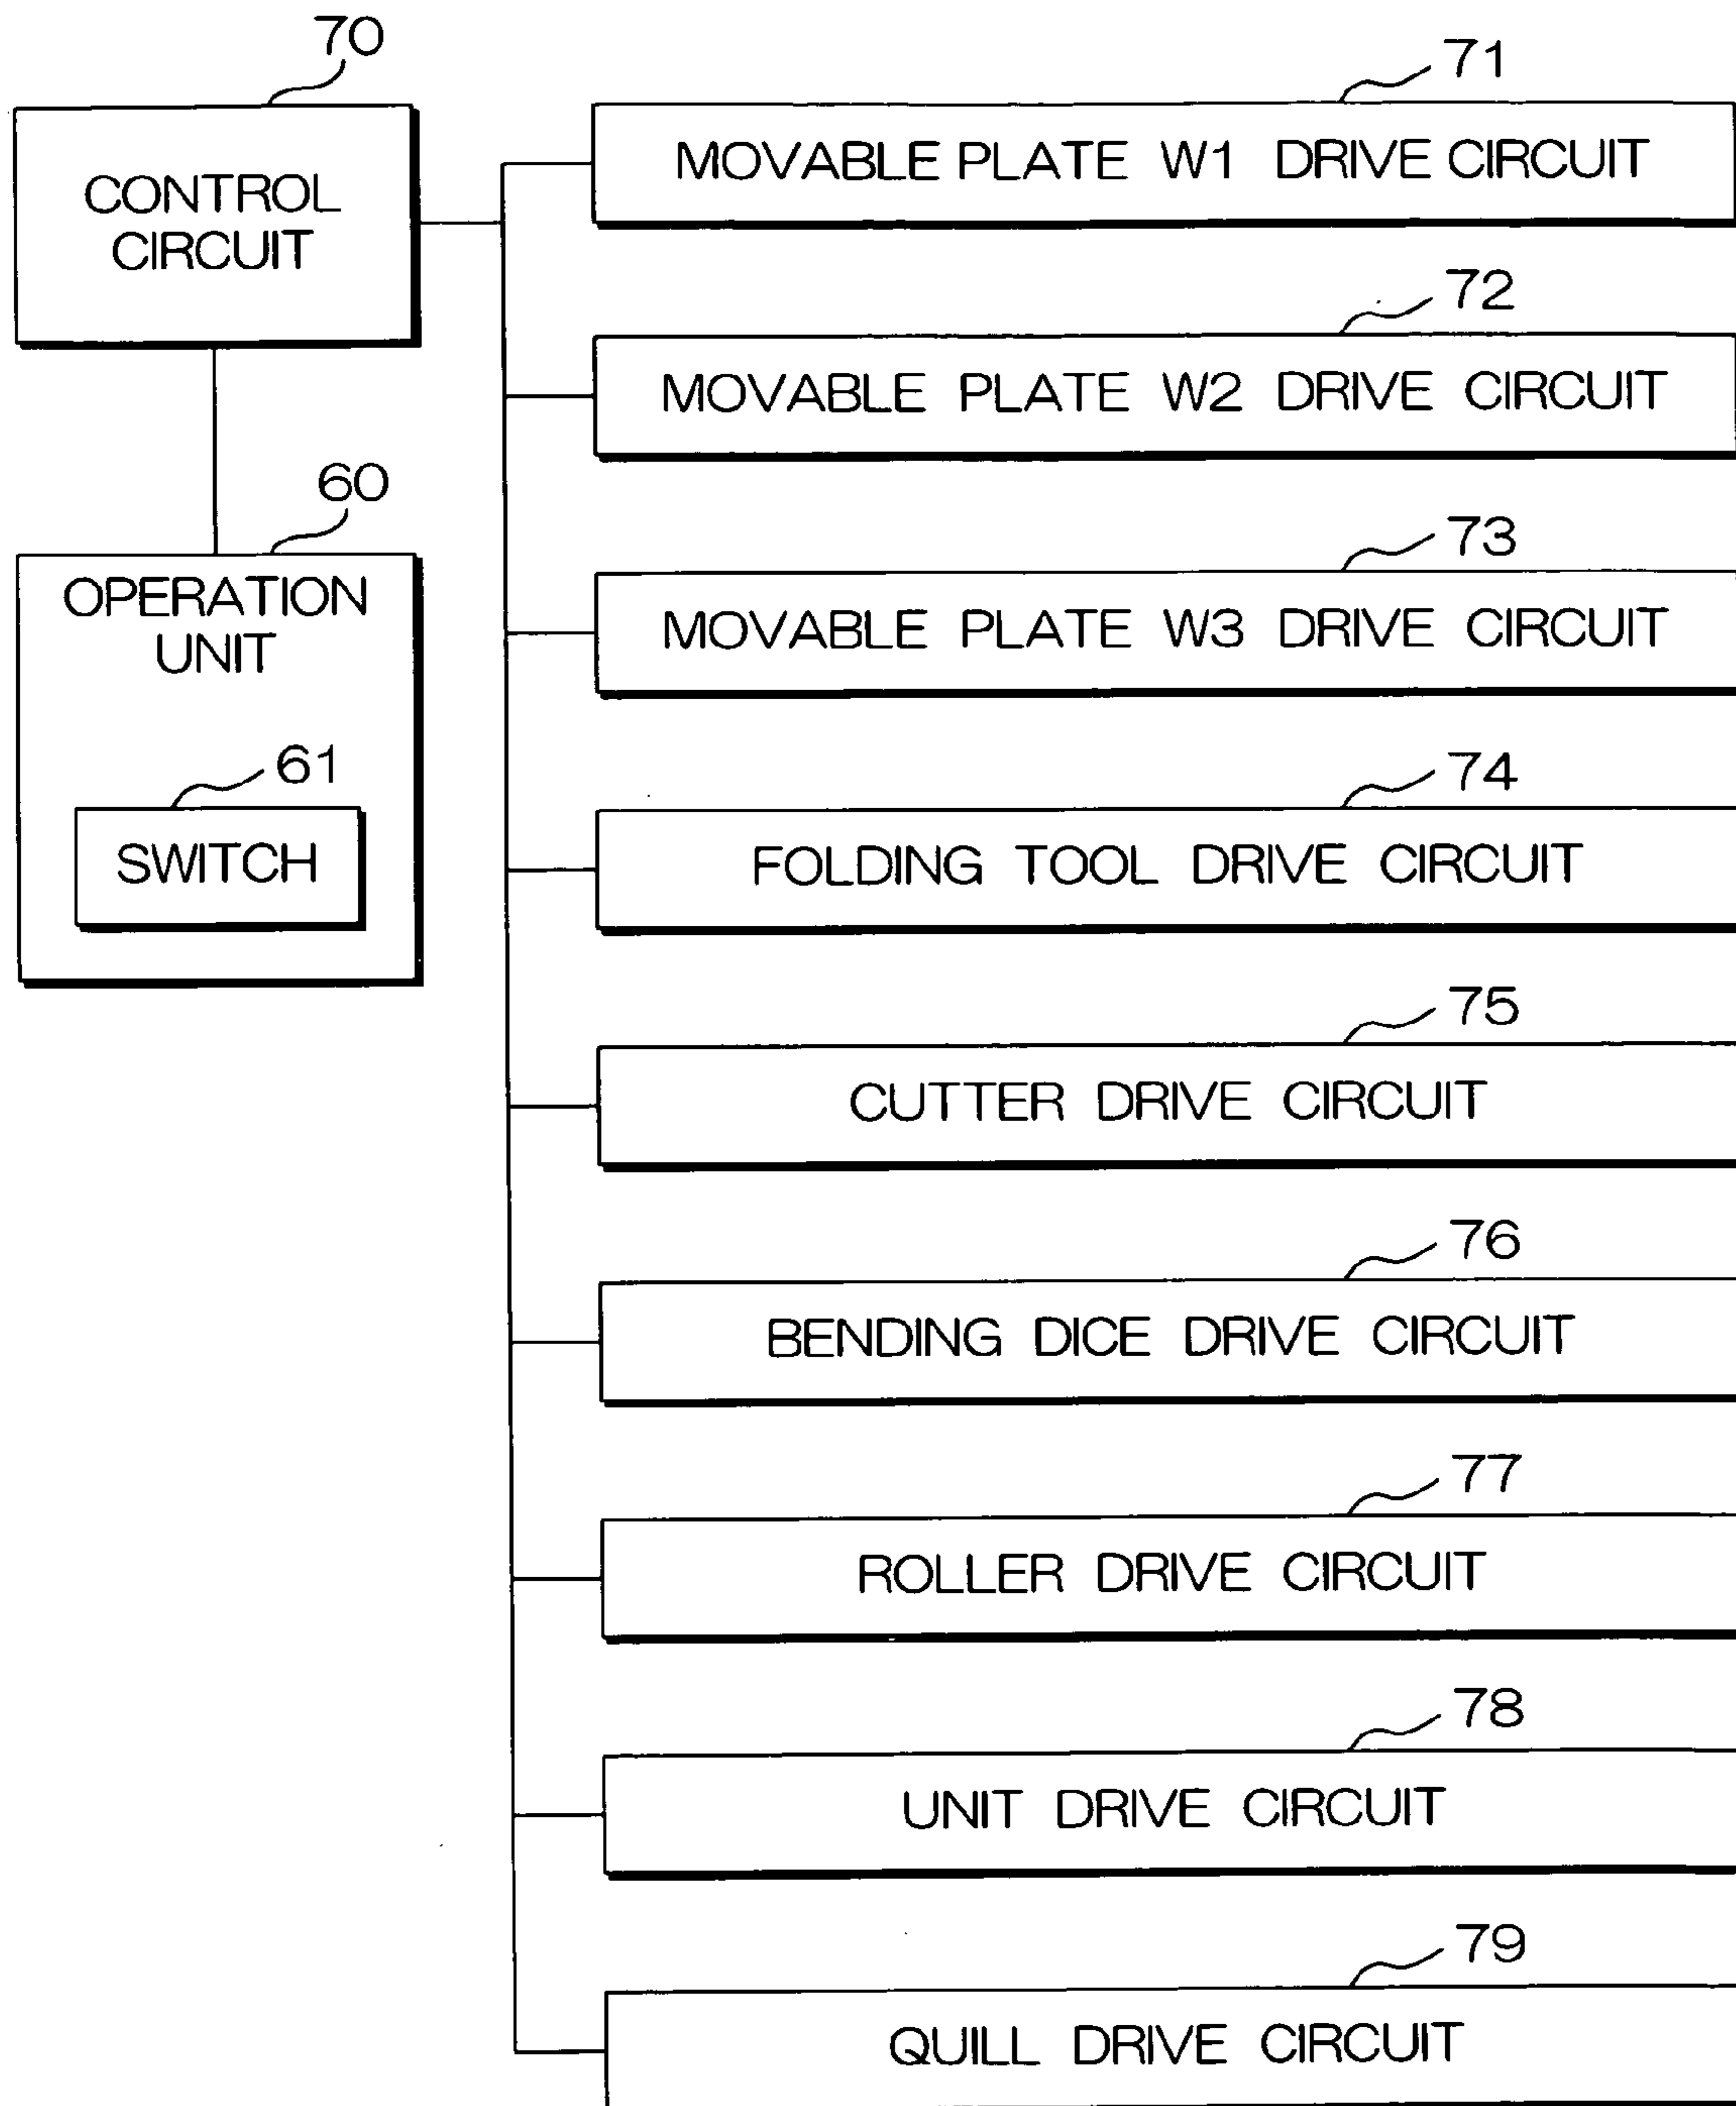 70
CONTROL
CIRCUIT
60
OPERATION
UNIT
61
SWITCH
71
MOVABLE PLATE W1 DRIVE CIRCUIT
72
MOVABLE PLATE W2 DRIVE CIRCUIT
73
MOVABLE PLATE W3 DRIVE CIRCUIT
74
FOLDING TOOL DRIVE CIRCUIT
75
CUTTER DRIVE CIRCUIT
76
BENDING DICE DRIVE CIRCUIT
77
ROLLER DRIVE CIRCUIT
78
UNIT DRIVE CIRCUIT
79
QUILL DRIVE CIRCUIT